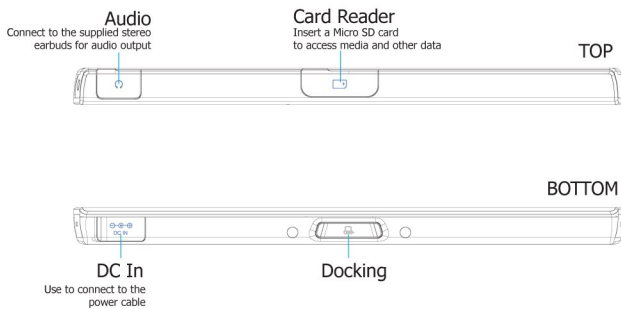 Audio
Connect to the supplied stereo
earbuds for audio output
Card Reader
Insert a Micro SD card
to access media and other data
TOP
BOTTOM
DC IN
DC In
Use to connect to the
power cable
Docking